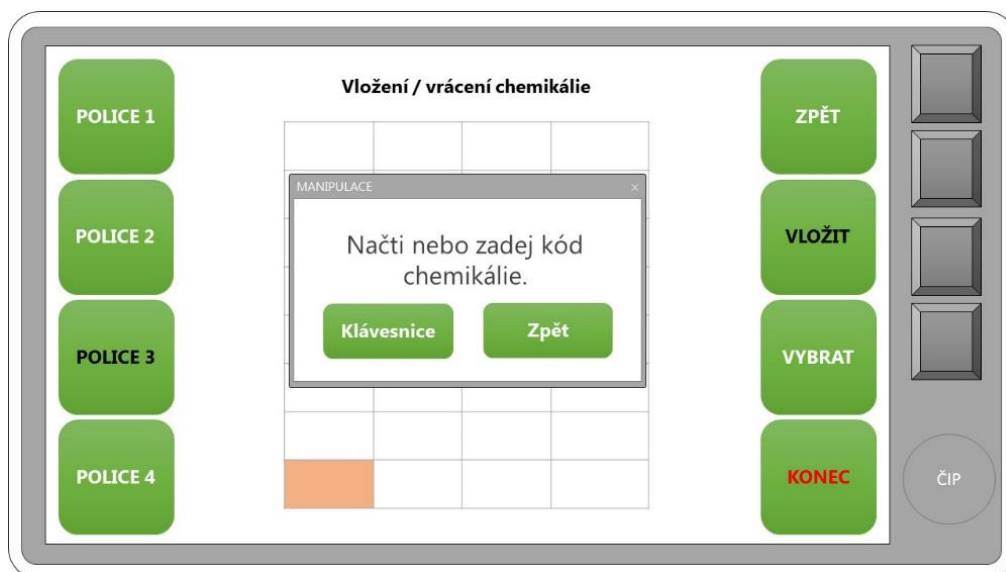 Vložení / vrácení chemikálie
POLICE 1
POLICE 2
POLICE 3
POLICE 4
MANIPULACE
×
Načti nebo zadej kód
chemikálie.
Klávesnice
Zpět
ZPĚT
VLOŽIT
VYBRAT
KONEC
ČIP